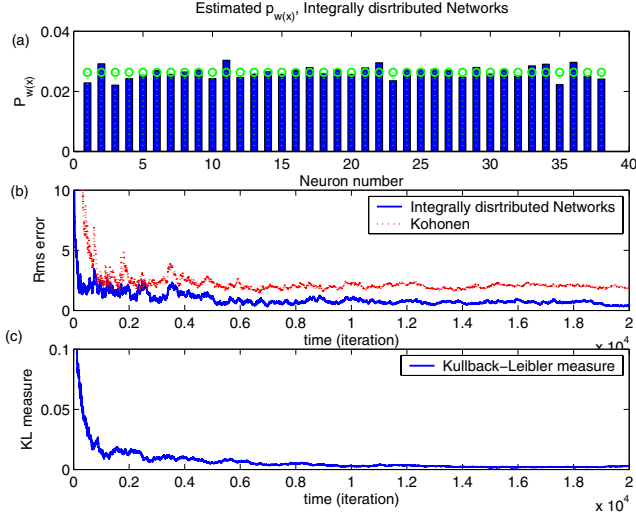 Estimated p_w(x), Integrally disrtributed Networks
(a)
0.04
0.02
0
P_w(x)
0 5 10 15 20 25 30 35 40
Neuron number
(b)
10
5
0
Rms error
Integrally disrtributed Networks
Kohonen
0 0.2 0.4 0.6 0.8 1 1.2 1.4 1.6 1.8 2
time (iteration)
x 10^4
(c)
0.1
0.05
0
KL measure
Kullback−Leibler measure
0 0.2 0.4 0.6 0.8 1 1.2 1.4 1.6 1.8 2
time (iteration)
x 10^4